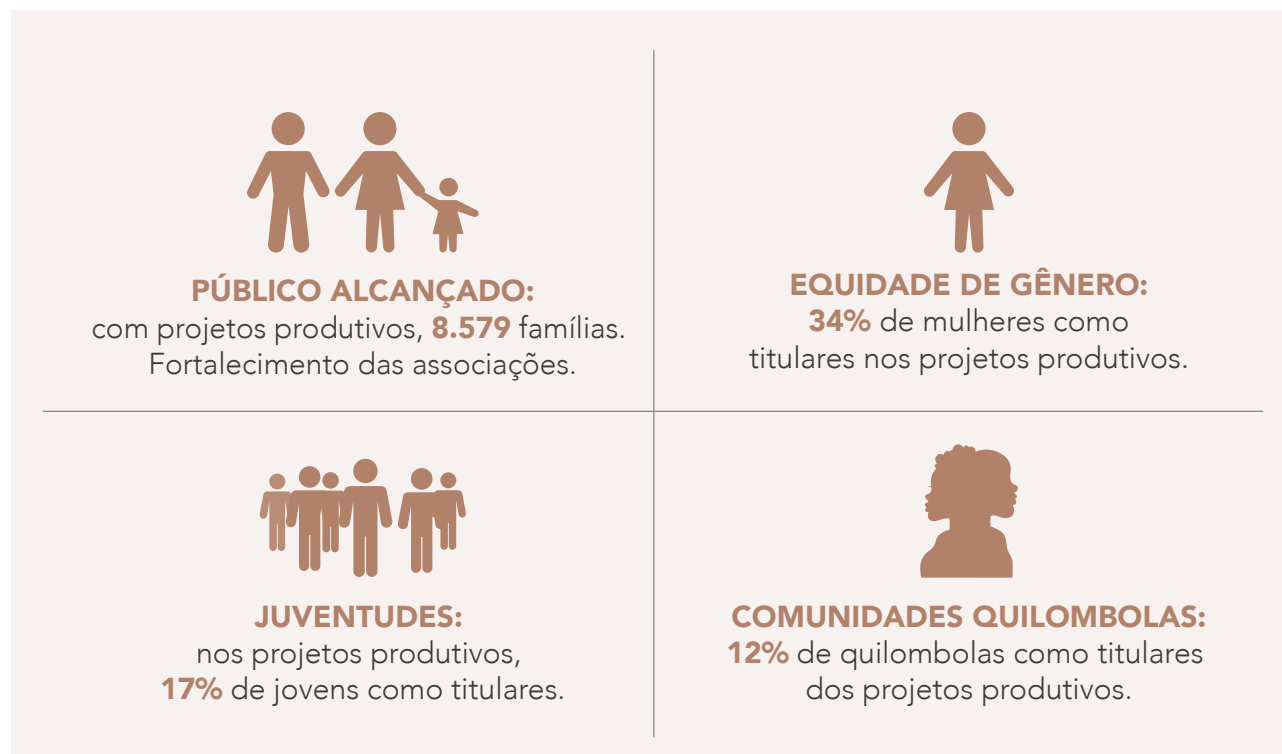 PÚBLICO ALCANÇADO:
com projetos produtivos, 8.579 famílias.
Fortalecimento das associações.
EQUIDADE DE GÊNERO:
34% de mulheres como
titulares nos projetos produtivos.
JUVENTUDES:
nos projetos produtivos,
17% de jovens como titulares.
COMUNIDADES QUILOMBOLAS:
12% de quilombolas como titulares
dos projetos produtivos.